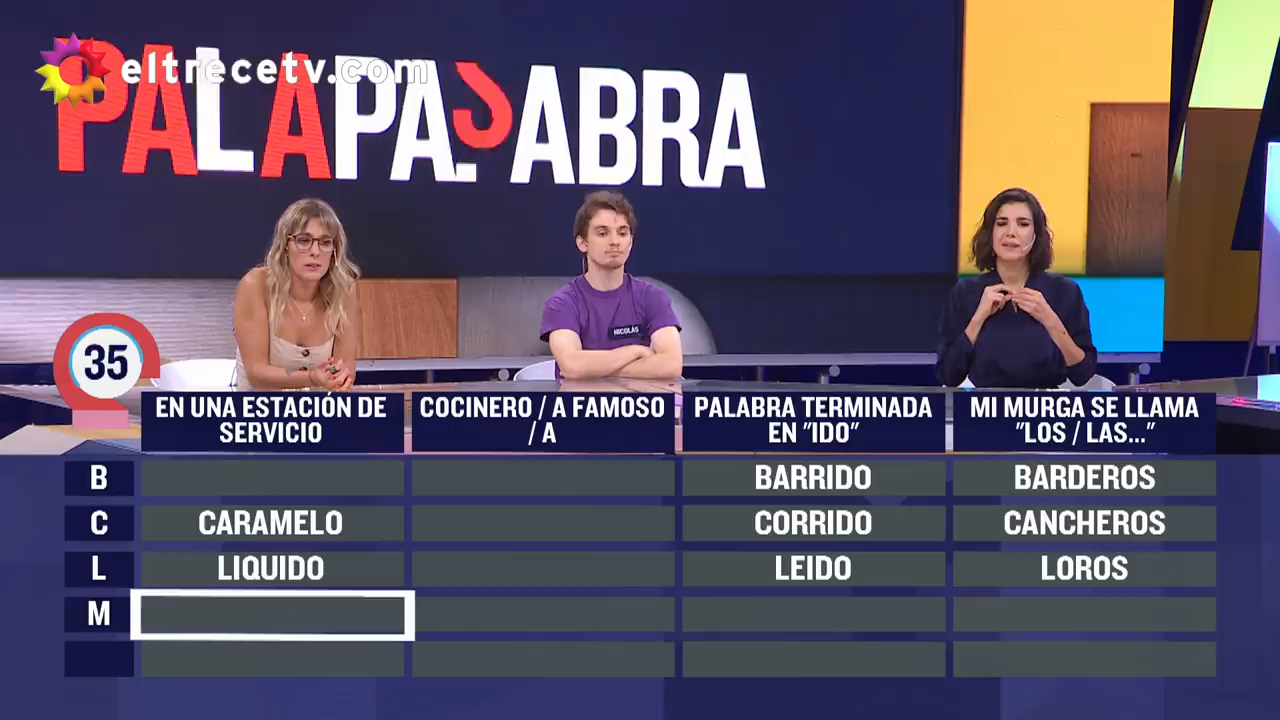 eltrecetv.com
PALAPASABRA
NICOLÁS
35
EN UNA ESTACIÓN DE
SERVICIO
COCINERO / A FAMOSO
/ A
PALABRA TERMINADA
EN "IDO"
MI MURGA SE LLAMA
"LOS / LAS..."
B
BARRIDO
BARDEROS
C
CARAMELO
CORRIDO
CANCHEROS
L
LIQUIDO
LEIDO
LOROS
M